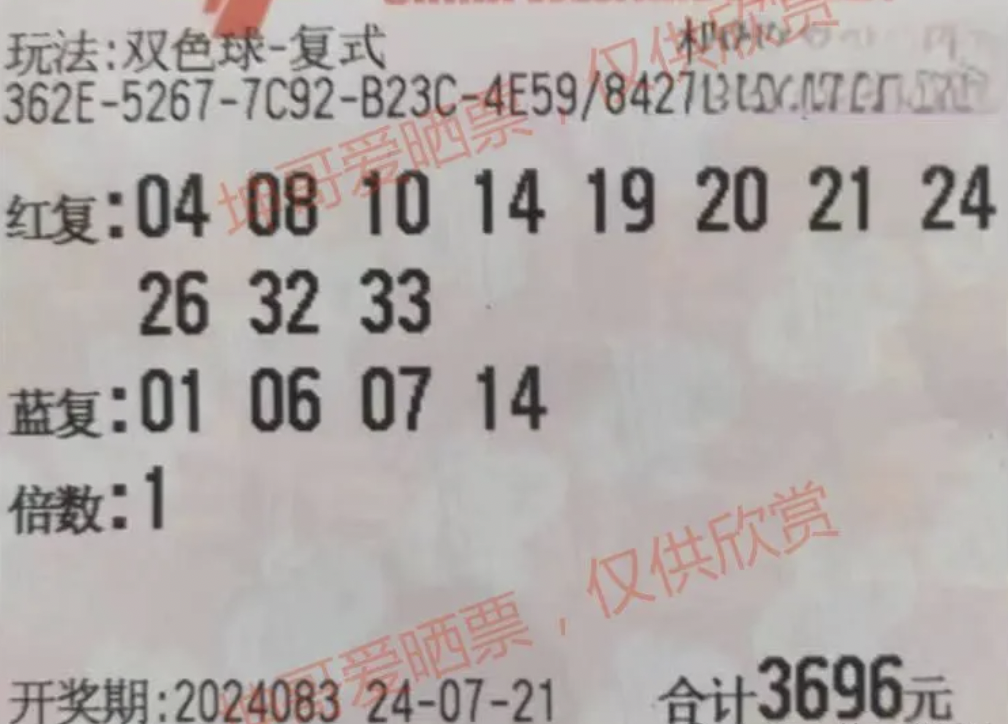 玩法:双色球-复式
362E-5267-7C92-B23C-4E59/8427
红复:04 08 10 14 19 20 21 24
26 32 33
蓝复:01 06 07 14
倍数:1
开奖期:2024083 24-07-21 合计3696元
坤哥爱晒票，仅供欣赏
坤哥爱晒票，仅供欣赏